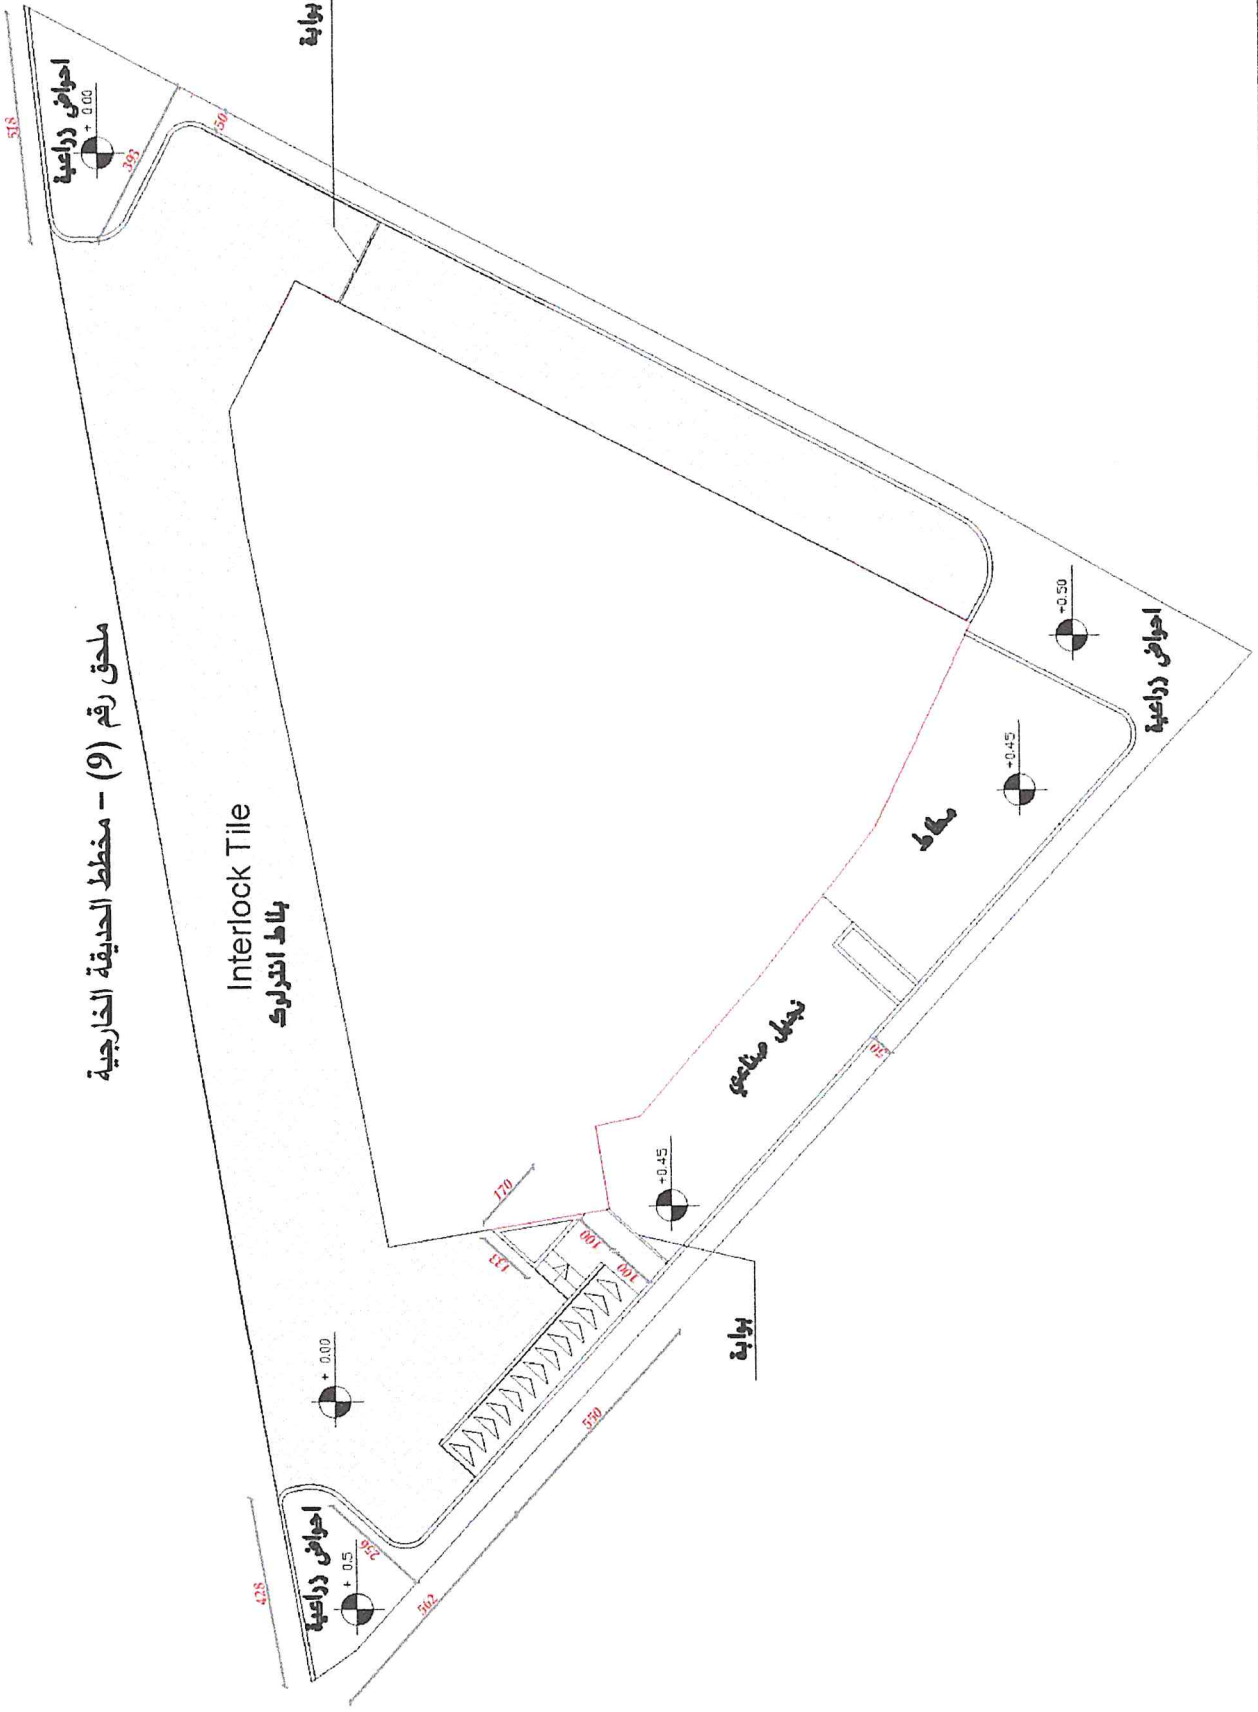 ملحق رقم (9) – مخطط الحديقة الخارجية
518
احواض زراعية
+ 0.00
393
50
بوابة
Interlock Tile
بلاط انترلوك
+0.50
احواض زراعية
+0.45
مطاط
نجيل صناعي
50
+0.45
170
133
100
100
بوابة
+ 0.00
550
428
احواض زراعية
+ 0.5
256
562